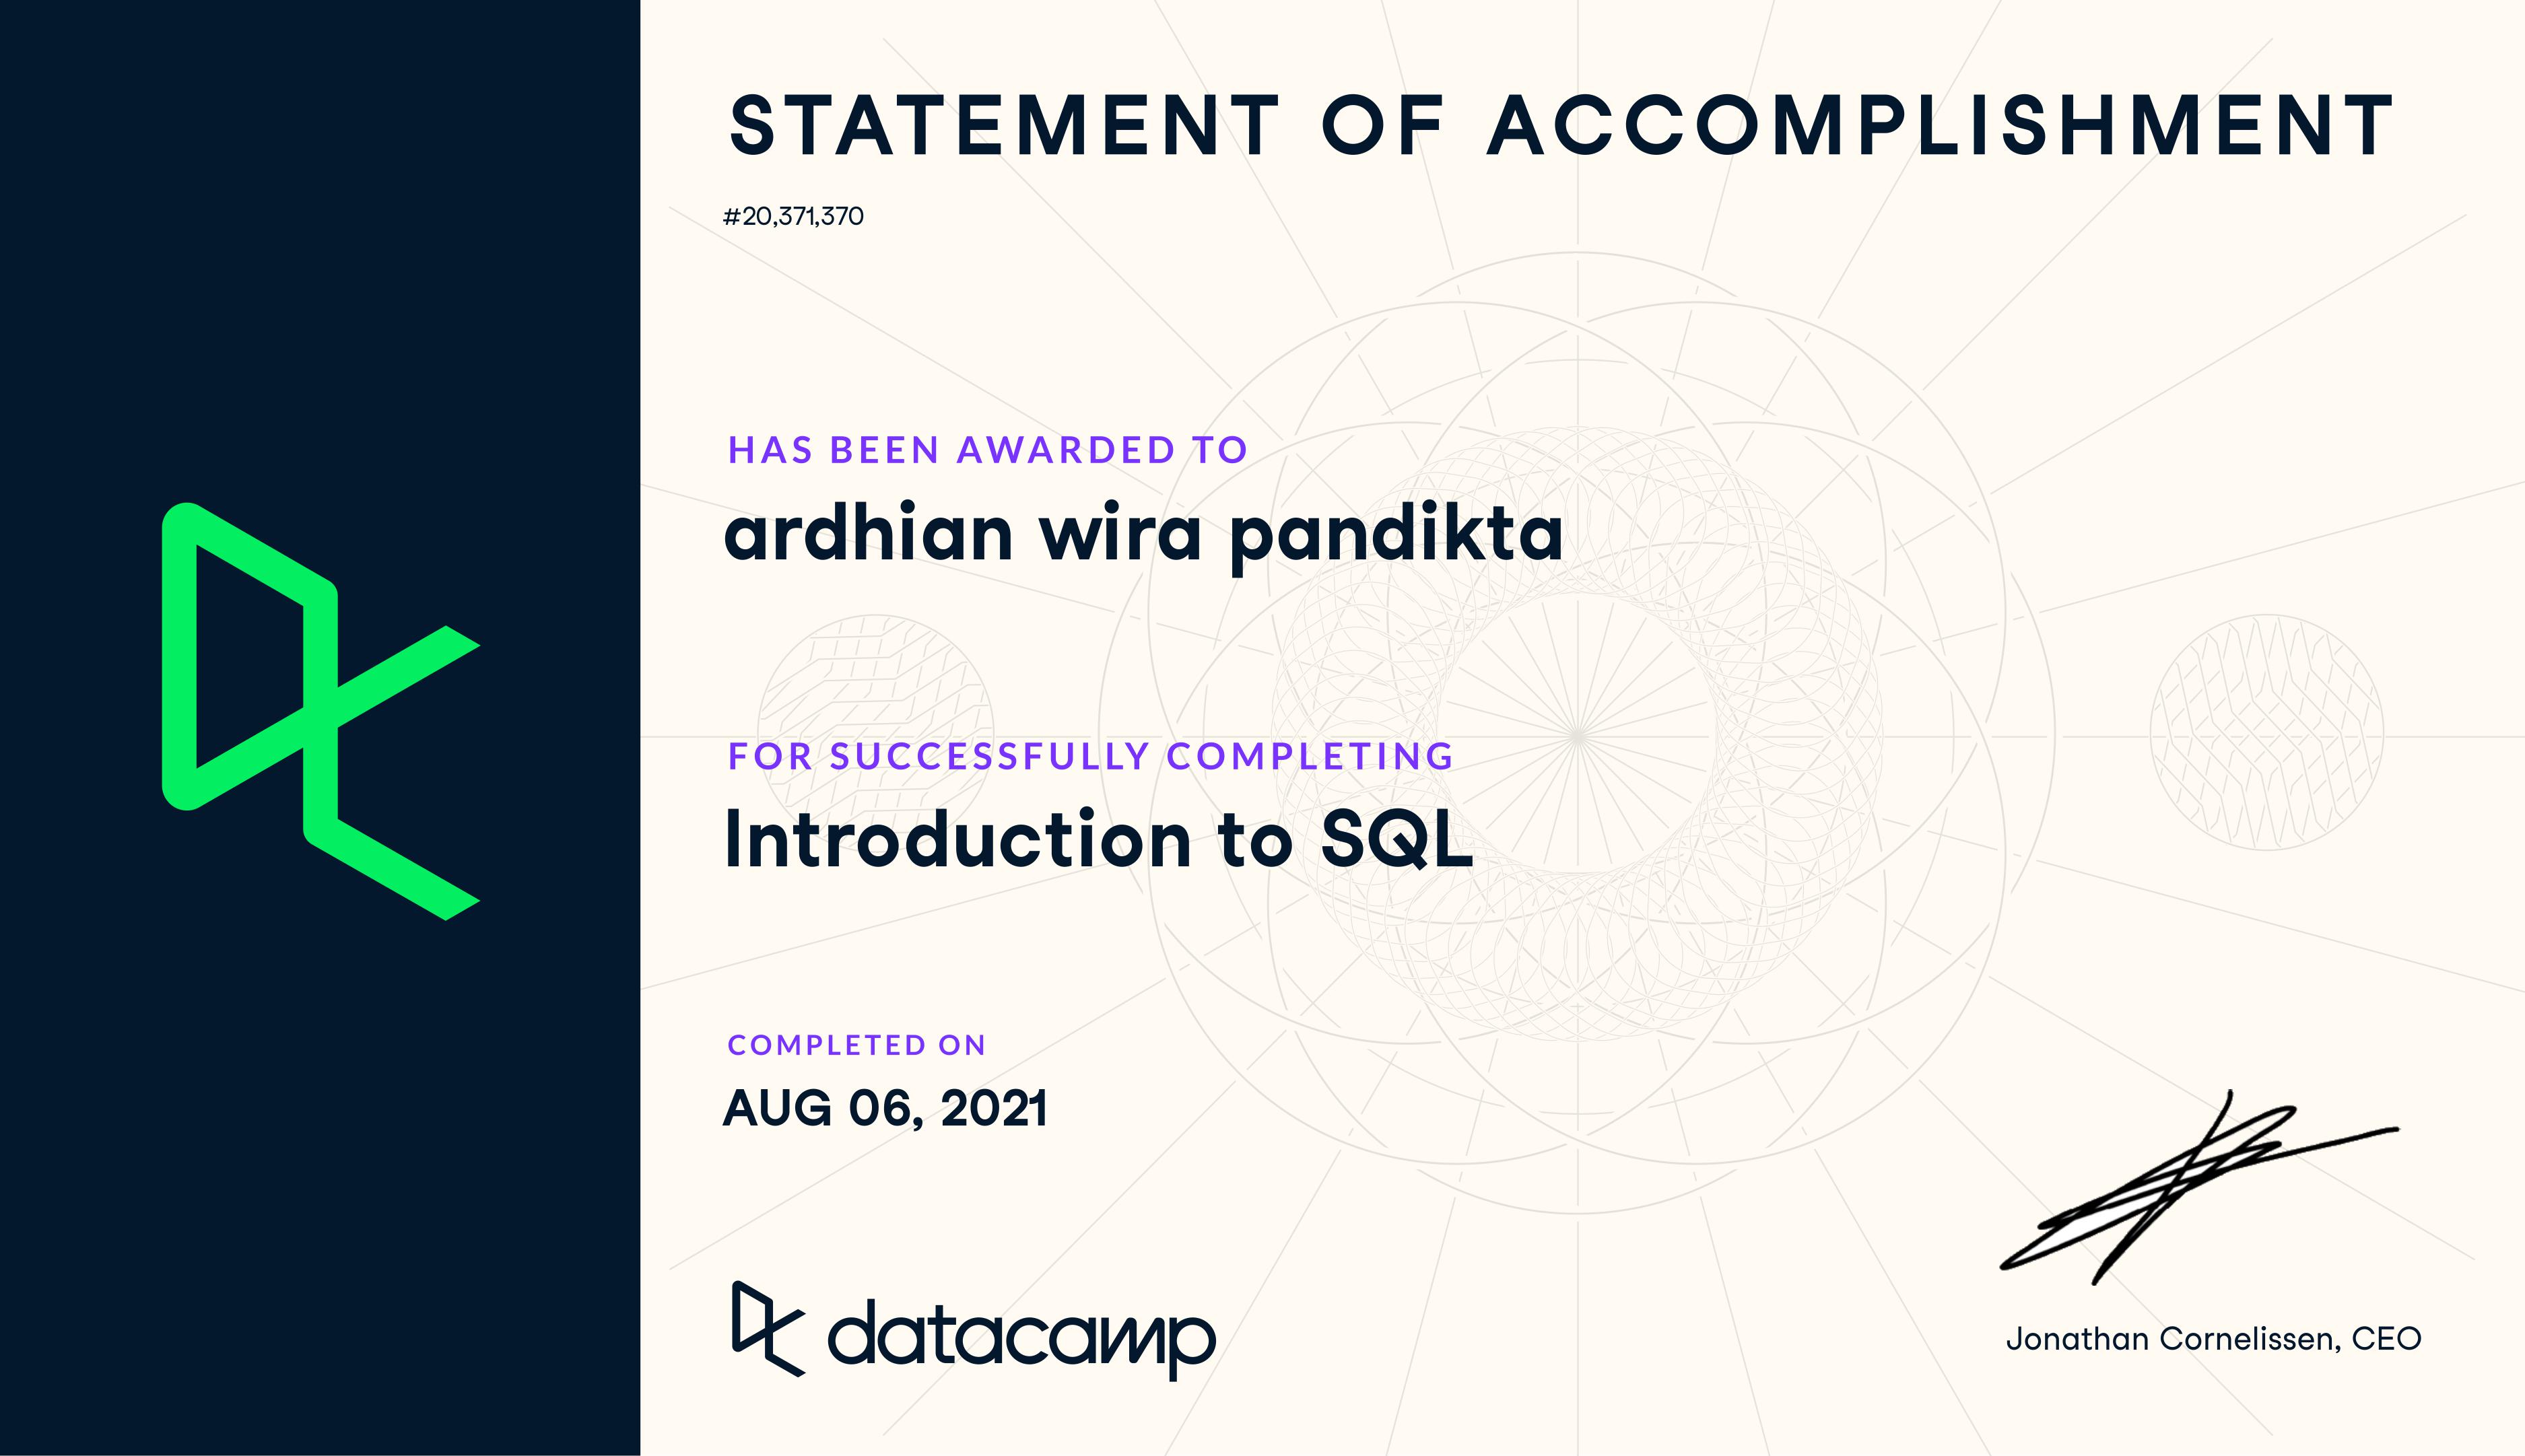 STATEMENT OF ACCOMPLISHMENT
#20,371,370
HAS BEEN AWARDED TO
ardhian wira pandikta
FOR SUCCESSFULLY COMPLETING
Introduction to SQL
COMPLETED ON
AUG 06, 2021
datacamp
Jonathan Cornelissen, CEO